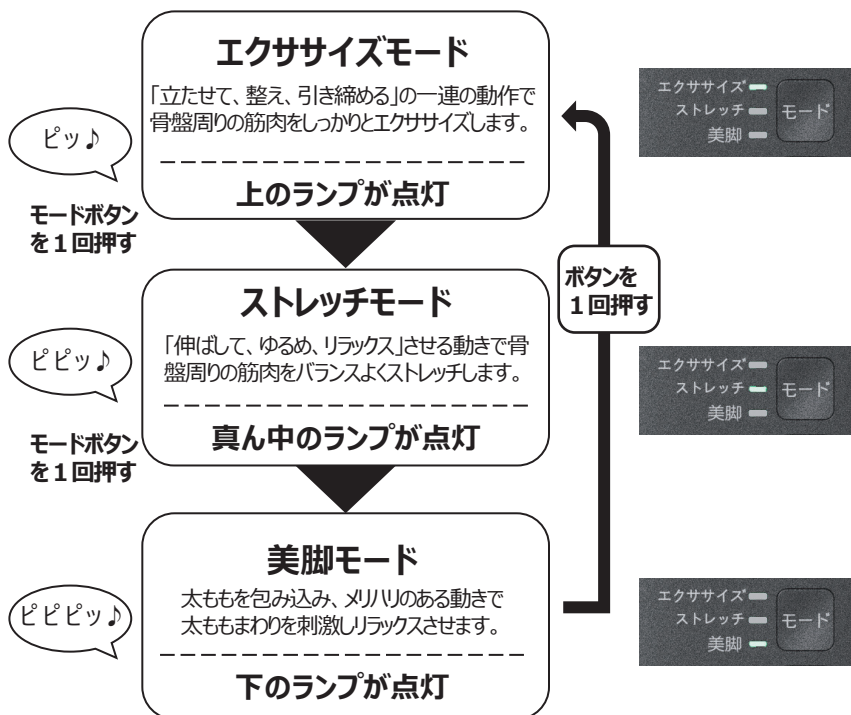 エクササイズモード
「立たせて、整え、引き締める」の一連の動作で
骨盤周りの筋肉をしっかりとエクササイズします。
上のランプが点灯
ピッ♪
モードボタン
を1回押す
エクササイズ
ストレッチ
美脚
モード
ボタンを
1回押す
ストレッチモード
「伸ばして、ゆるめ、リラックス」させる動きで骨
盤周りの筋肉をバランスよくストレッチします。
真ん中のランプが点灯
ピピッ♪
モードボタン
を1回押す
エクササイズ
ストレッチ
美脚
モード
美脚モード
太ももを包み込み、メリハリのある動きで
太ももまわりを刺激しリラックスさせます。
下のランプが点灯
ピピピッ♪
エクササイズ
ストレッチ
美脚
モード